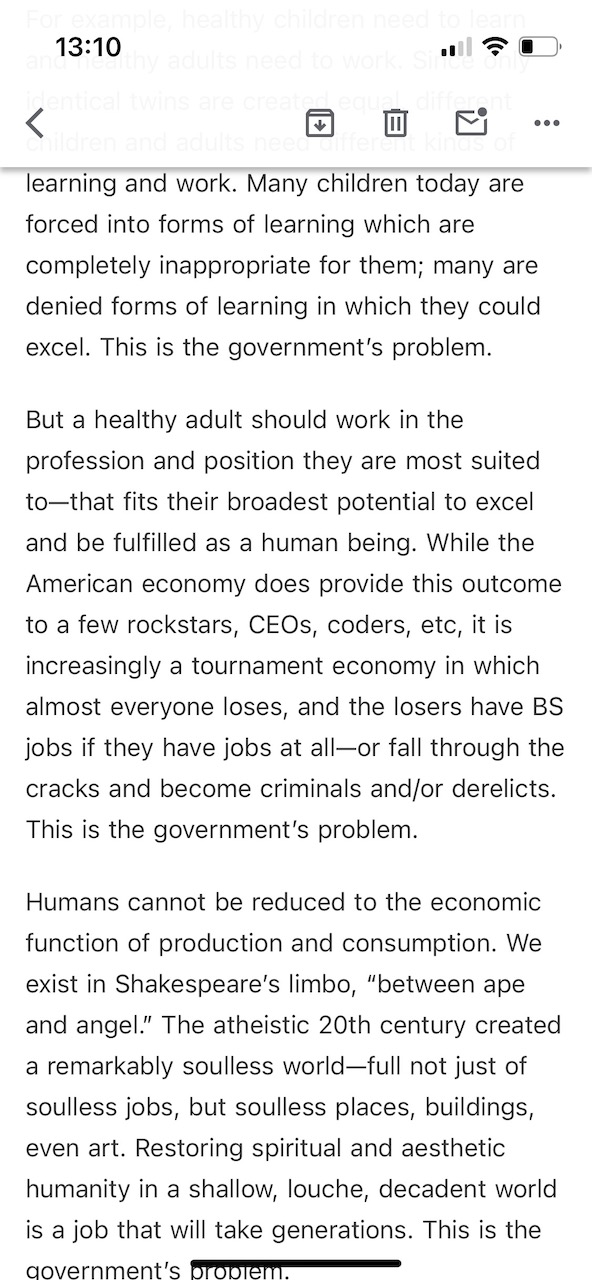 For example, healthy children need to learn
13:10
and healthy adults need to work. Since only
identical twins are created equal, different
children and adults need different kinds of
learning and work. Many children today are
forced into forms of learning which are
completely inappropriate for them; many are
denied forms of learning in which they could
excel. This is the government’s problem.
But a healthy adult should work in the
profession and position they are most suited
to—that fits their broadest potential to excel
and be fulfilled as a human being. While the
American economy does provide this outcome
to a few rockstars, CEOs, coders, etc, it is
increasingly a tournament economy in which
almost everyone loses, and the losers have BS
jobs if they have jobs at all—or fall through the
cracks and become criminals and/or derelicts.
This is the government’s problem.
Humans cannot be reduced to the economic
function of production and consumption. We
exist in Shakespeare’s limbo, “between ape
and angel.” The atheistic 20th century created
a remarkably soulless world—full not just of
soulless jobs, but soulless places, buildings,
even art. Restoring spiritual and aesthetic
humanity in a shallow, louche, decadent world
is a job that will take generations. This is the
government’s problem.